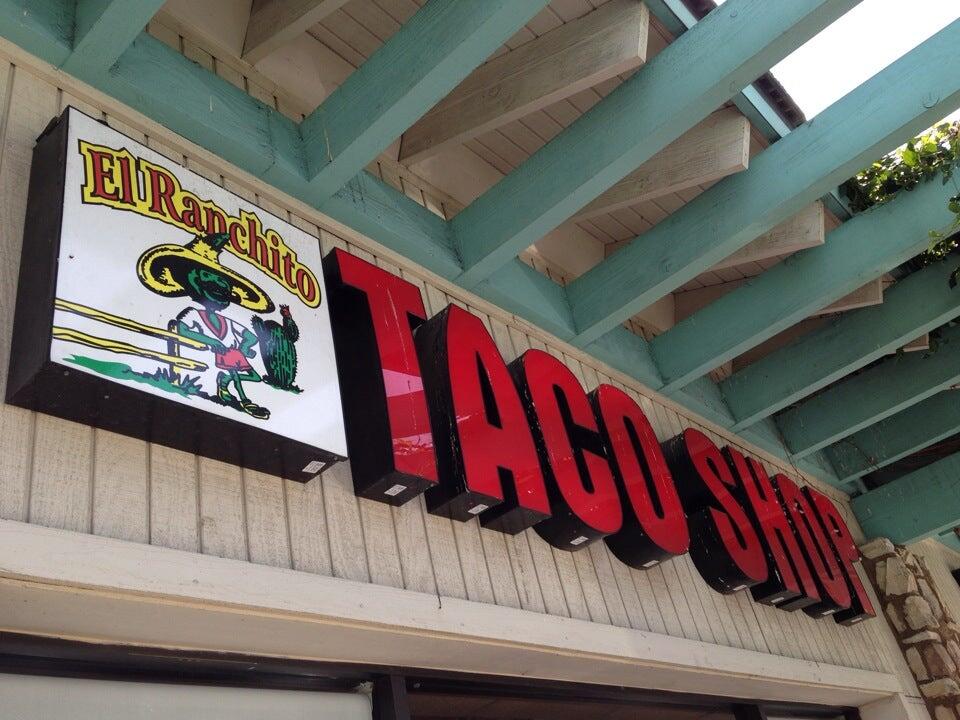 El Ranchito
TACO SHOP